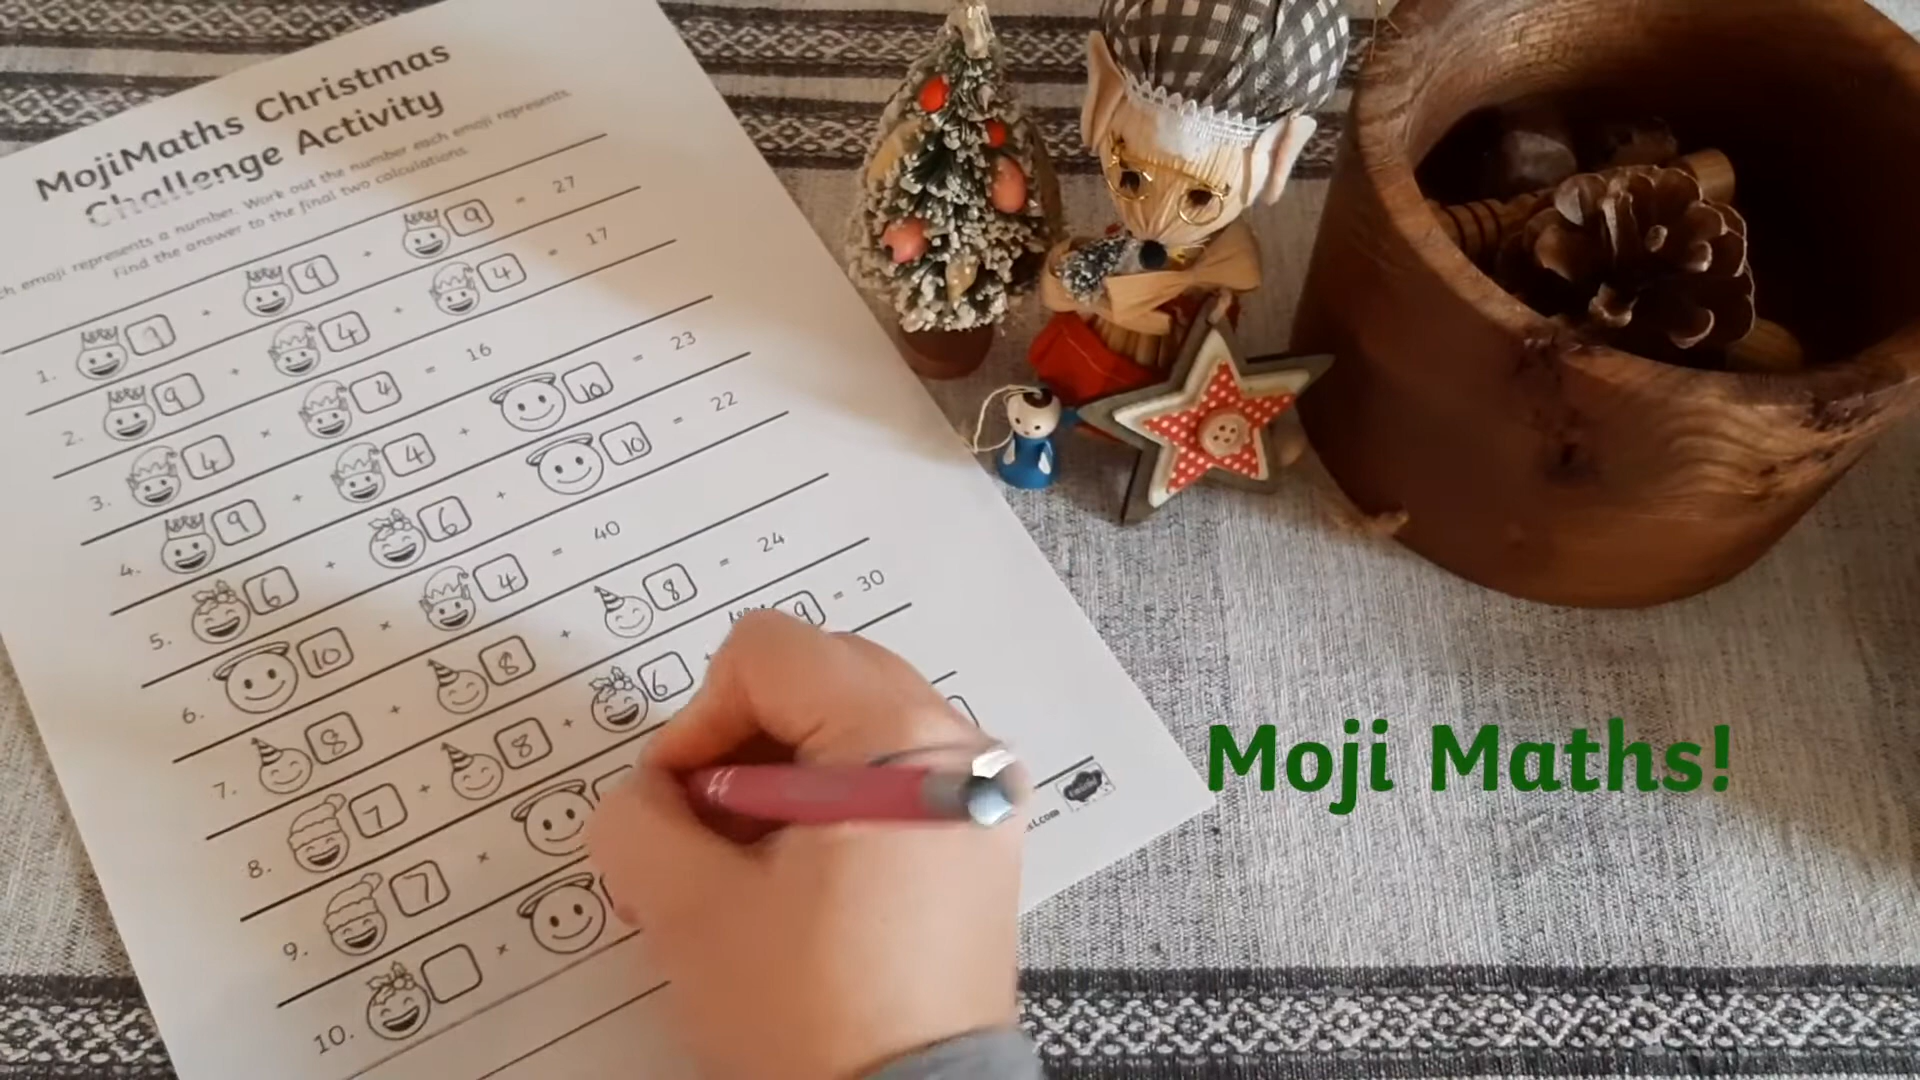 MojiMaths Christmas
Challenge Activity
emoji represents a number. Work out the number each emoji represents.
Find the answer to the final two calculations.
1. 9 + 9 + 9 = 27
2. 9 + 4 + 4 = 17
3. 4 × 4 = 16
4. 9 + 4 + 10 = 23
5. 6 + 6 + 10 = 22
6. 10 × 4 = 40
7. 8 + 8 + 8 = 24
8. 7 + 8 + 6 + 9 = 30
9. 7 ×
10. ×
Moji Maths!